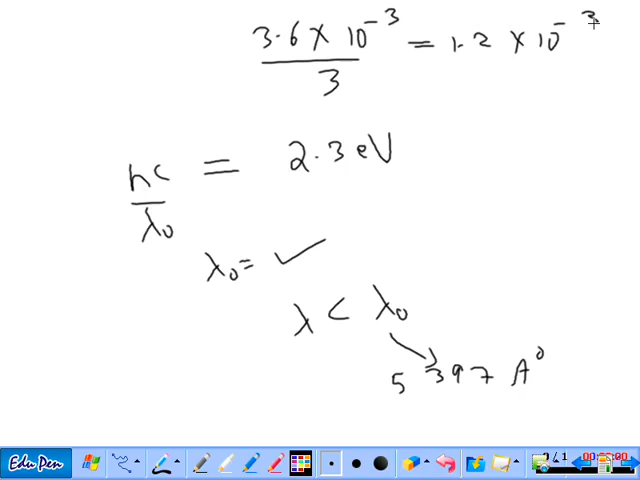 3.6 × 10⁻³ / 3 = 1.2 × 10⁻³
hc / λ₀ = 2.3 eV
λ₀ = ✓
λ < λ₀
5397 A°
Edu Pen